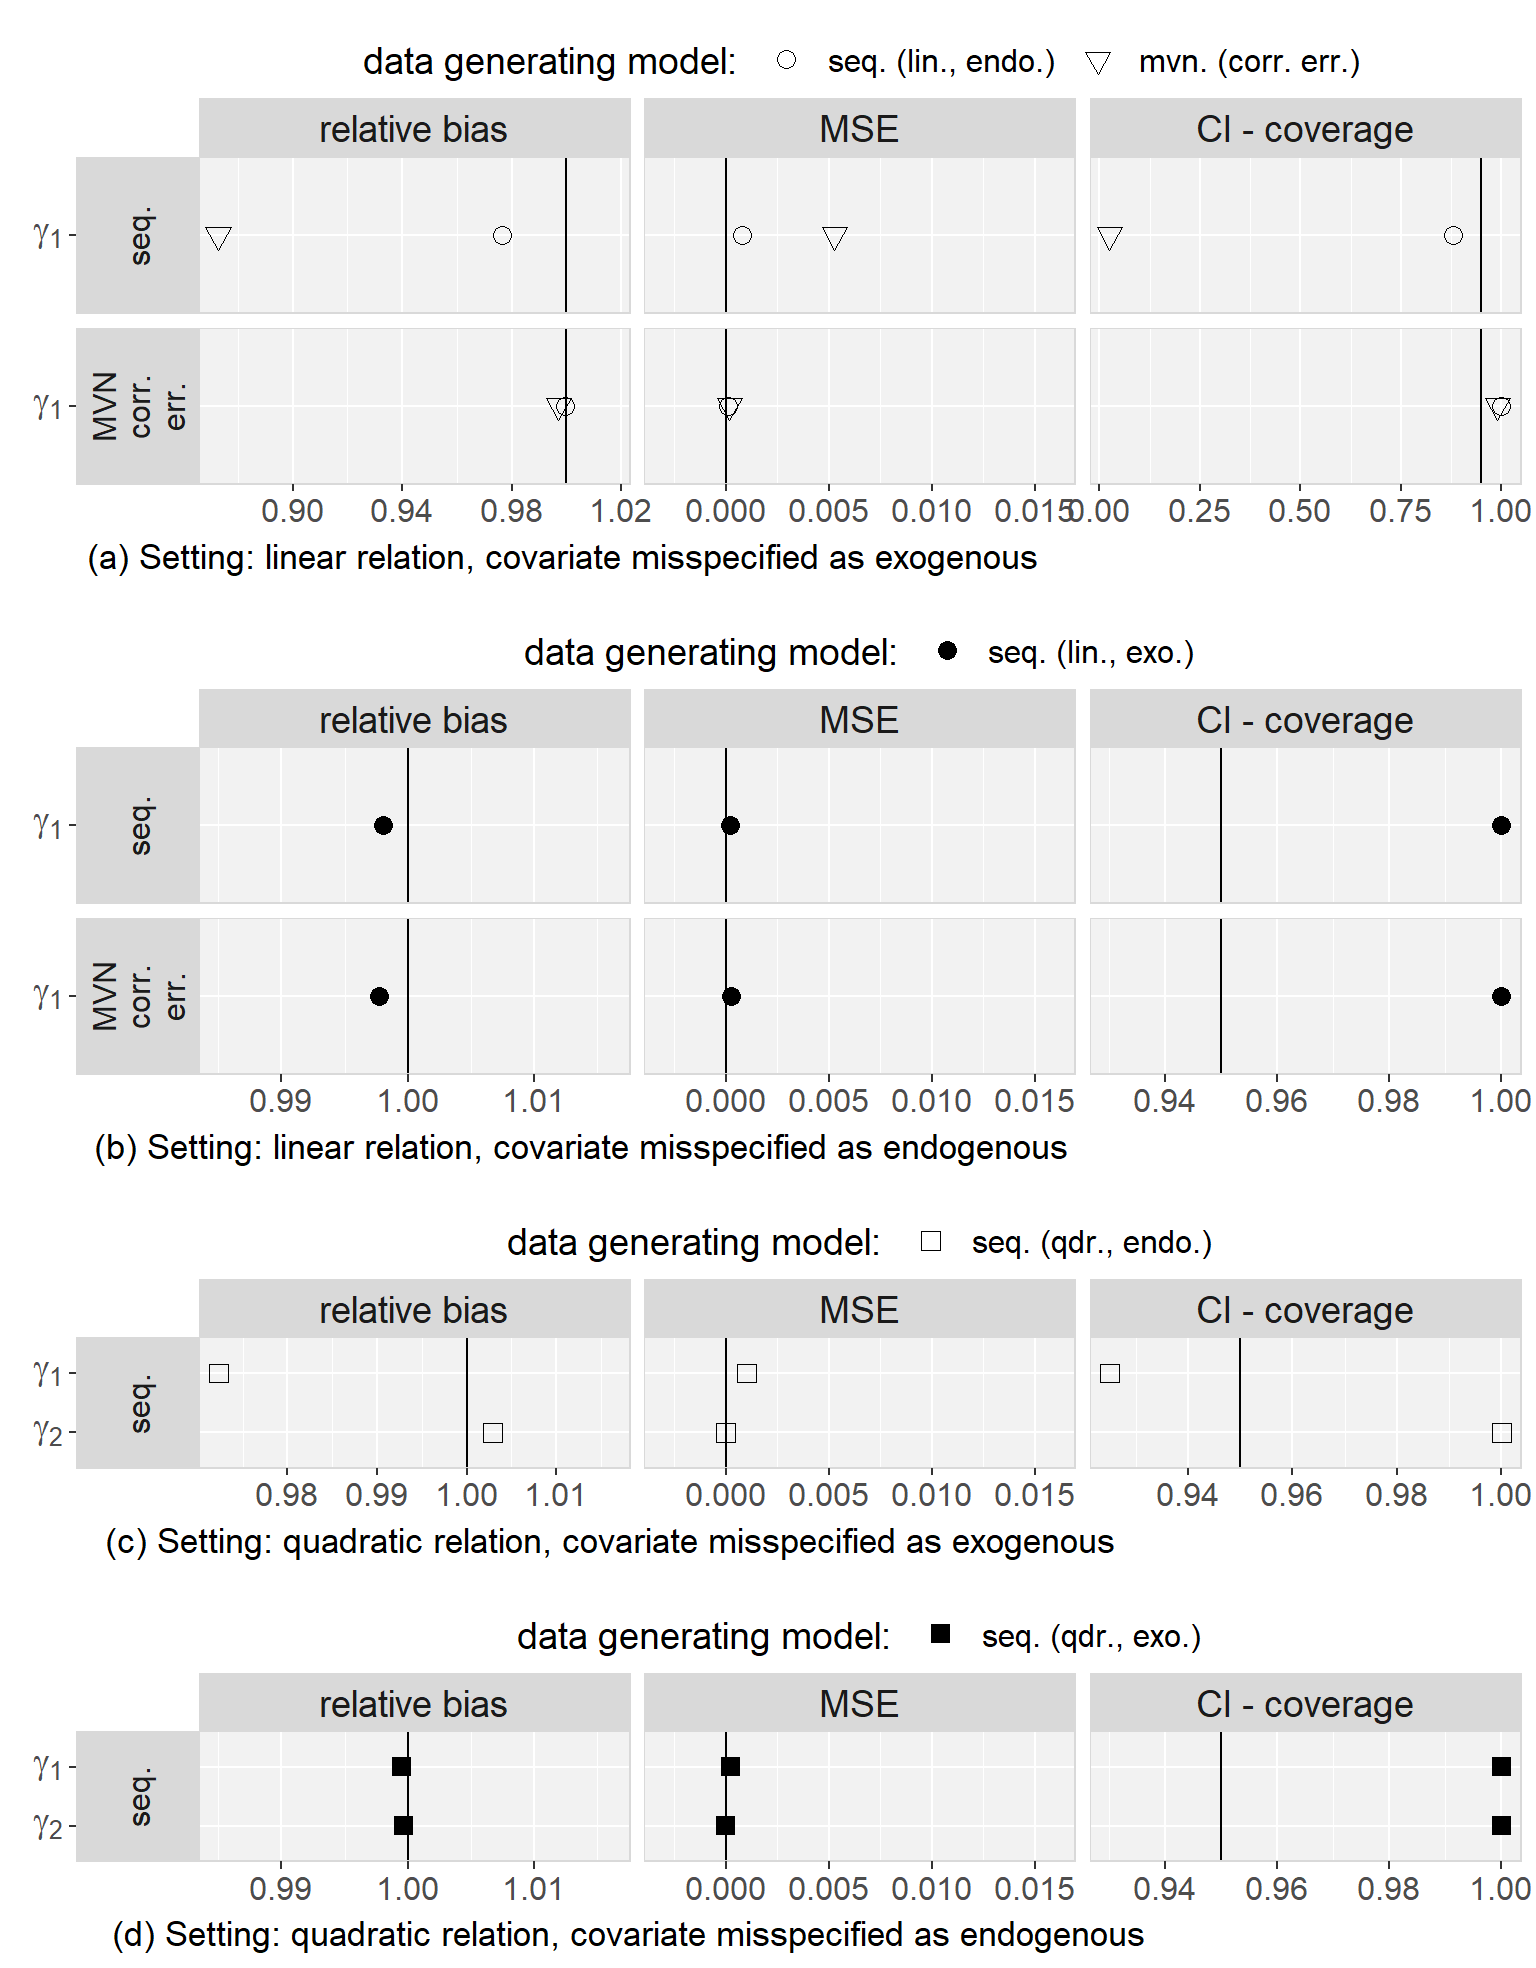 data generating model: seq. (lin., endo.) mvn. (corr. err.)
relative bias MSE CI - coverage
γ1 seq.
γ1 MVN corr. err.
0.90 0.94 0.98 1.02 0.000 0.005 0.010 0.015 0.00 0.25 0.50 0.75 1.00
(a) Setting: linear relation, covariate misspecified as exogenous
data generating model: seq. (lin., exo.)
relative bias MSE CI - coverage
γ1 seq.
γ1 MVN corr. err.
0.99 1.00 1.01 0.000 0.005 0.010 0.015 0.94 0.96 0.98 1.00
(b) Setting: linear relation, covariate misspecified as endogenous
data generating model: seq. (qdr., endo.)
relative bias MSE CI - coverage
γ1 seq.
γ2
0.98 0.99 1.00 1.01 0.000 0.005 0.010 0.015 0.94 0.96 0.98 1.00
(c) Setting: quadratic relation, covariate misspecified as exogenous
data generating model: seq. (qdr., exo.)
relative bias MSE CI - coverage
γ1 seq.
γ2
0.99 1.00 1.01 0.000 0.005 0.010 0.015 0.94 0.96 0.98 1.00
(d) Setting: quadratic relation, covariate misspecified as endogenous